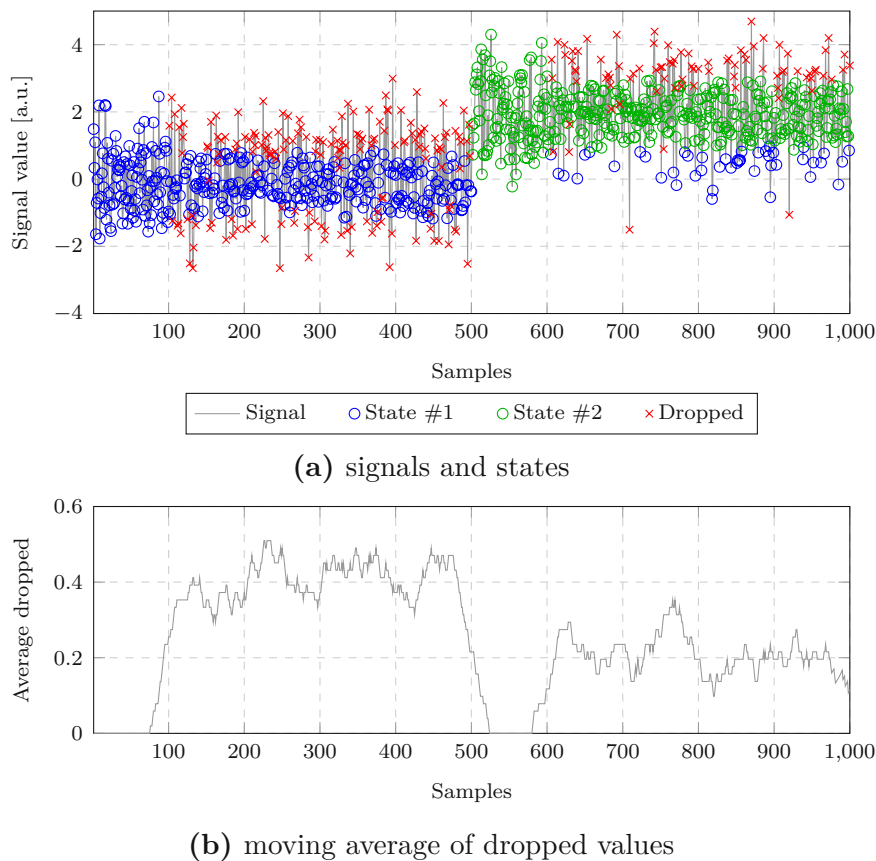 4
2
0
−2
−4
Signal value [a.u.]
100 200 300 400 500 600 700 800 900 1,000
Samples
Signal State #1 State #2 Dropped
(a) signals and states
0.6
0.4
0.2
0
Average dropped
100 200 300 400 500 600 700 800 900 1,000
Samples
(b) moving average of dropped values